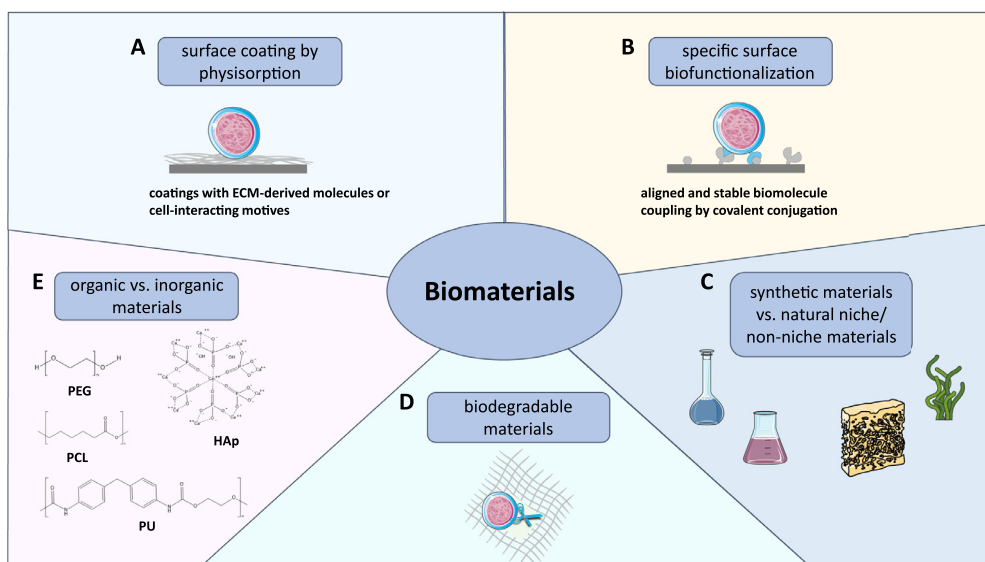 A
surface coating by
physisorption
coatings with ECM-derived molecules or
cell-interacting motives
B
specific surface
biofunctionalization
aligned and stable biomolecule
coupling by covalent conjugation
Biomaterials
C
synthetic materials
vs. natural niche/
non-niche materials
D
biodegradable
materials
E
organic vs. inorganic
materials
PEG
PCL
HAp
PU